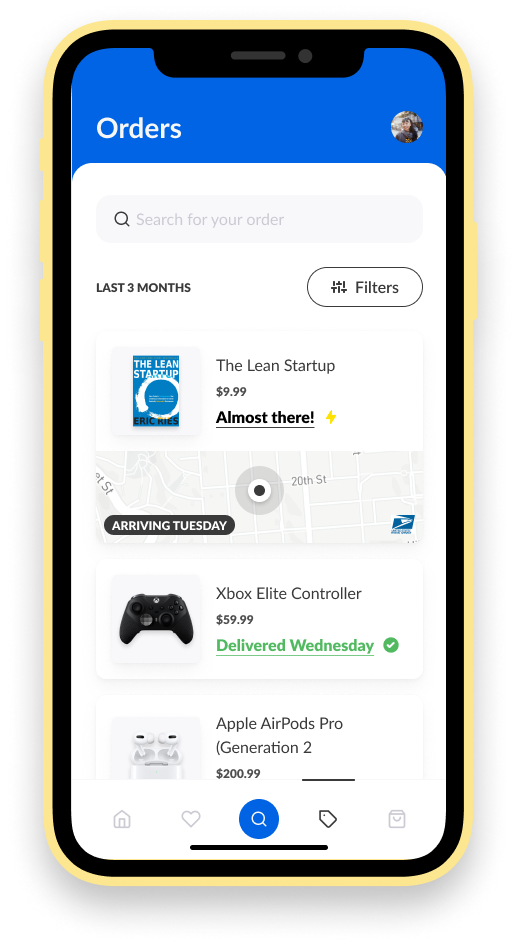 Orders
Search for your order
LAST 3 MONTHS
Filters
THE LEAN
STARTUP
ERIC RIES
The Lean Startup
$9.99
Almost there!
et St
20th St
ARRIVING TUESDAY
Xbox Elite Controller
$59.99
Delivered Wednesday
Apple AirPods Pro
(Generation 2
$200.99